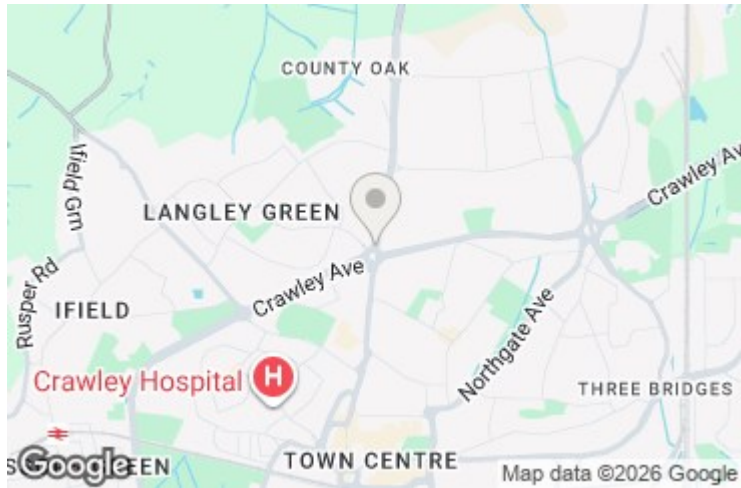 COUNTY OAK
Ifield Grn
Crawley Av
LANGLEY GREEN
Rusper Rd
Crawley Ave
IFIELD
Northgate Ave
Crawley Hospital
H
THREE BRIDGES
Google
EEN
TOWN CENTRE
Map data ©2026 Google